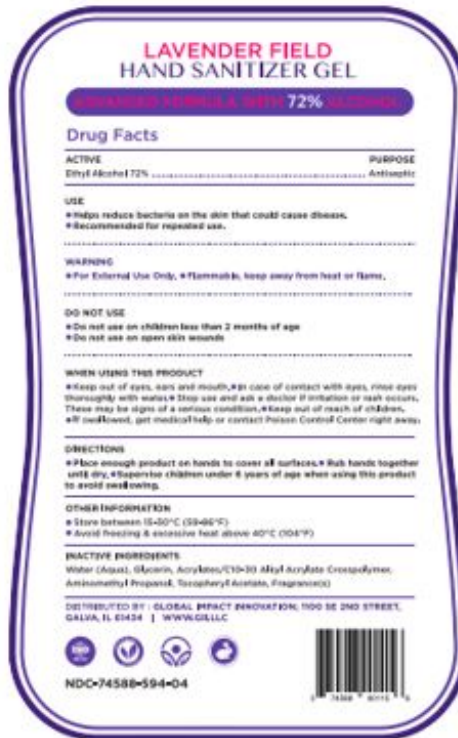 LAVENDER FIELD
HAND SANITIZER GEL
ADVANCED FORMULA WITH 72% ALCOHOL
Drug Facts
ACTIVE PURPOSE
Ethyl Alcohol 72% Antiseptic
USE
• Helps reduce bacteria on the skin that could cause disease.
• Recommended for repeated use.
WARNING
• For External Use Only. • Flammable, keep away from heat or flame.
DO NOT USE
• Do not use on children less than 2 months of age
• Do not use on open skin wounds
WHEN USING THIS PRODUCT
• Keep out of eyes, ears and mouth. • In case of contact with eyes, rinse eyes
thoroughly with water. • Stop use and ask a doctor if irritation or rash occurs.
These may be signs of a serious condition. • Keep out of reach of children.
• If swallowed, get medical help or contact Poison Control Center right away.
DIRECTIONS
• Place enough product on hands to cover all surfaces. • Rub hands together
until dry. • Supervise children under 6 years of age when using this product
to avoid swallowing.
OTHER INFORMATION
• Store between 15-30°C (59-86°F)
• Avoid freezing & excessive heat above 40°C (104°F)
INACTIVE INGREDIENTS
Water (Aqua), Glycerin, Acrylates/C10-30 Alkyl Acrylate Crosspolymer,
Aminomethyl Propanol, Tocopheryl Acetate, Fragrance(s)
DISTRIBUTED BY : GLOBAL IMPACT INNOVATION, 1100 SE 2ND STREET,
GALVA, IL 61434 | WWW.GII.LLC
ISO
NDC-74588-594-04